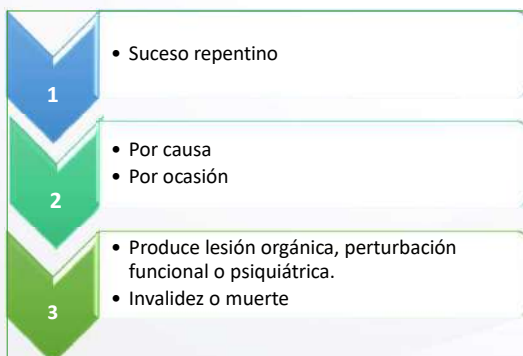 1
• Suceso repentino
2
• Por causa
• Por ocasión
3
• Produce lesión orgánica, perturbación
funcional o psiquiátrica.
• Invalidez o muerte